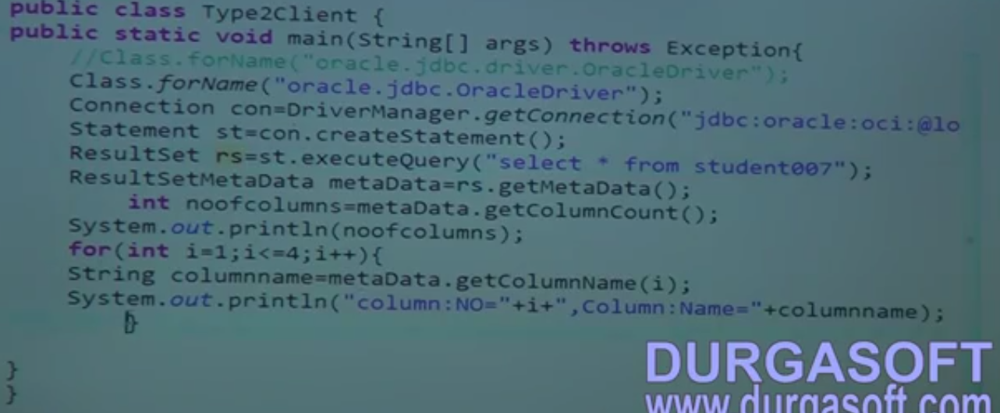 public class Type2Client {
public static void main(String[] args) throws Exception{
//Class.forName("oracle.jdbc.driver.OracleDriver");
Class.forName("oracle.jdbc.OracleDriver");
Connection con=DriverManager.getConnection("jdbc:oracle:oci:@lo
Statement st=con.createStatement();
ResultSet rs=st.executeQuery("select * from student007");
ResultSetMetaData metaData=rs.getMetaData();
int noofcolumns=metaData.getColumnCount();
System.out.println(noofcolumns);
for(int i=1;i<=4;i++){
String columnname=metaData.getColumnName(i);
System.out.println("column:NO="+i+",Column:Name="+columnname);
}
}
}
DURGASOFT
www.durgasoft.com